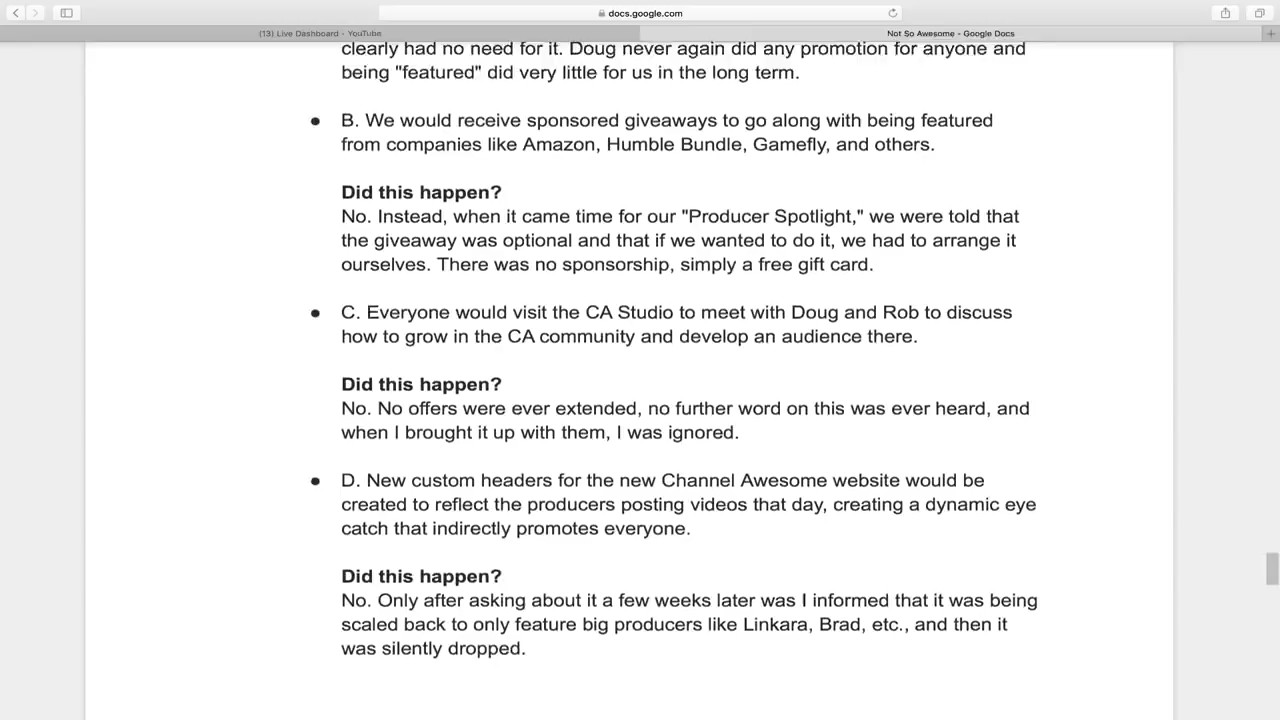 docs.google.com
(13) Live Dashboard - YouTube
Not So Awesome - Google Docs
clearly had no need for it. Doug never again did any promotion for anyone and
being "featured" did very little for us in the long term.
● B. We would receive sponsored giveaways to go along with being featured
from companies like Amazon, Humble Bundle, Gamefly, and others.
Did this happen?
No. Instead, when it came time for our "Producer Spotlight," we were told that
the giveaway was optional and that if we wanted to do it, we had to arrange it
ourselves. There was no sponsorship, simply a free gift card.
● C. Everyone would visit the CA Studio to meet with Doug and Rob to discuss
how to grow in the CA community and develop an audience there.
Did this happen?
No. No offers were ever extended, no further word on this was ever heard, and
when I brought it up with them, I was ignored.
● D. New custom headers for the new Channel Awesome website would be
created to reflect the producers posting videos that day, creating a dynamic eye
catch that indirectly promotes everyone.
Did this happen?
No. Only after asking about it a few weeks later was I informed that it was being
scaled back to only feature big producers like Linkara, Brad, etc., and then it
was silently dropped.